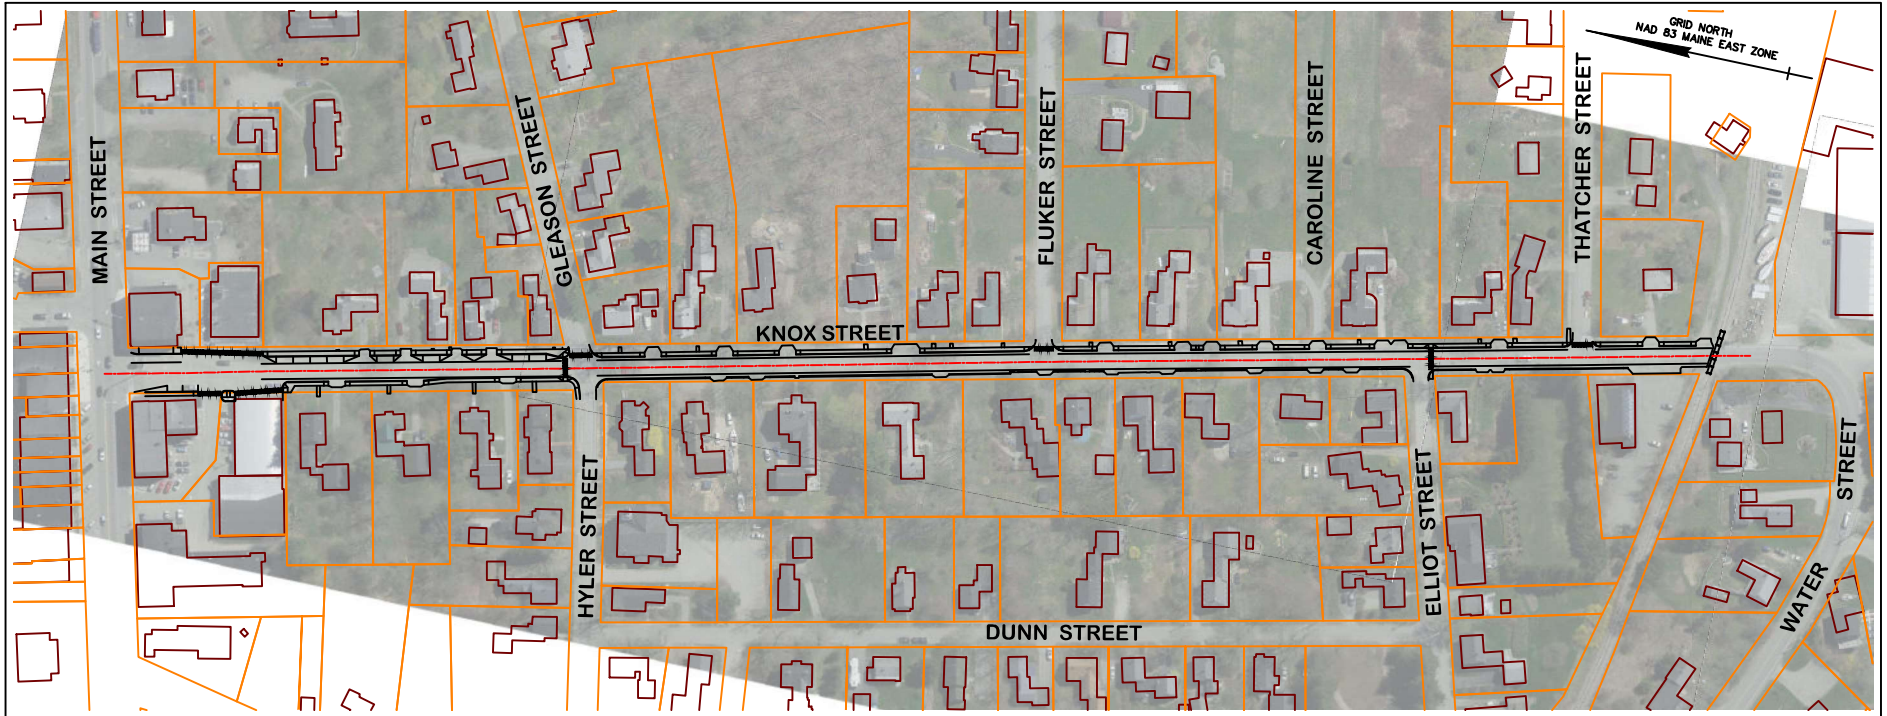 GRID NORTH
NAD 83 MAINE EAST ZONE
MAIN STREET
GLEASON STREET
FLUKER STREET
CAROLINE STREET
THATCHER STREET
KNOX STREET
HYLER STREET
ELLIOT STREET
DUNN STREET
WATER STREET